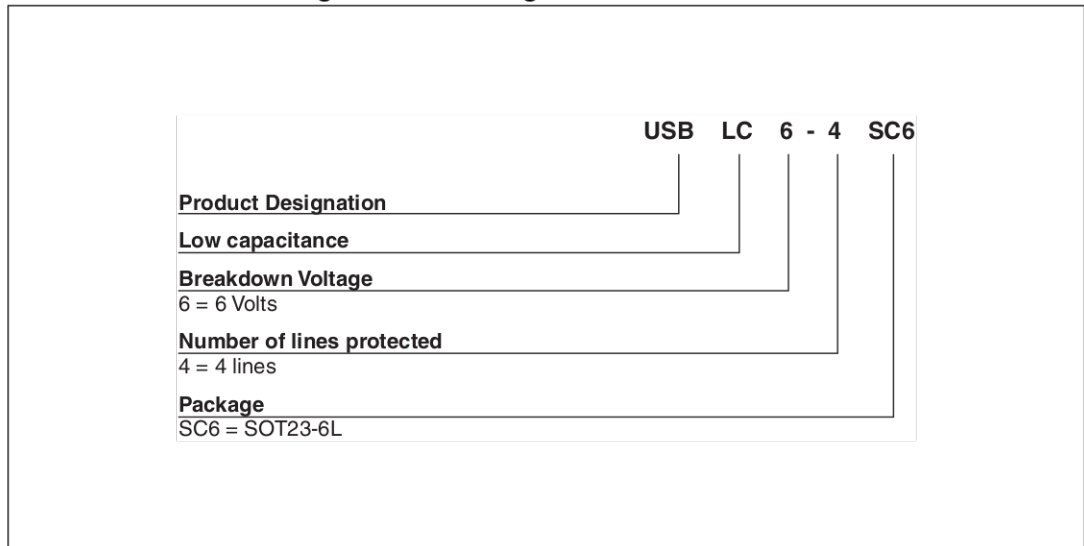 USB LC 6 - 4 SC6
Product Designation
Low capacitance
Breakdown Voltage
6 = 6 Volts
Number of lines protected
4 = 4 lines
Package
SC6 = SOT23-6L